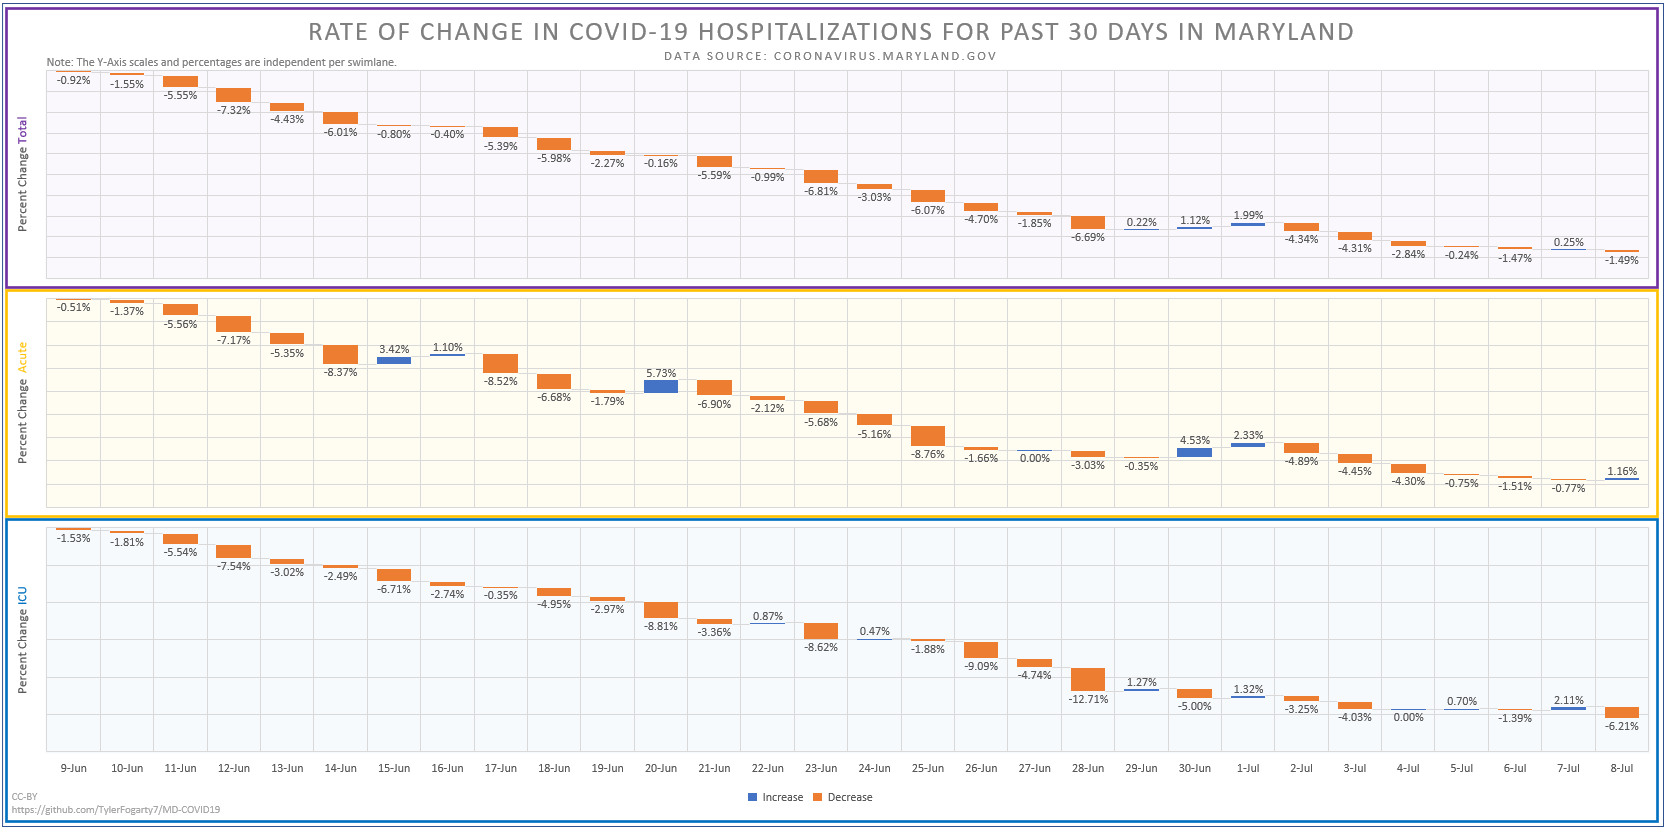 RATE OF CHANGE IN COVID-19 HOSPITALIZATIONS FOR PAST 30 DAYS IN MARYLAND
DATA SOURCE: CORONAVIRUS.MARYLAND.GOV
Note: The Y-Axis scales and percentages are independent per swimlane.
Percent Change Total
-0.92% -1.55% -5.55% -7.32% -4.43% -6.01% -0.80% -0.40% -5.39% -5.98% -2.27% -0.16% -5.59% -0.99% -6.81% -3.03% -6.07% -4.70% -1.85% -6.69% 0.22% 1.12% 1.99% -4.34% -4.31% -2.84% -0.24% -1.47% 0.25% -1.49%
Percent Change Acute
-0.51% -1.37% -5.56% -7.17% -5.35% -8.37% 3.42% 1.10% -8.52% -6.68% -1.79% 5.73% -6.90% -2.12% -5.68% -5.16% -8.76% -1.66% 0.00% -3.03% -0.35% 4.53% 2.33% -4.89% -4.45% -4.30% -0.75% -1.51% -0.77% 1.16%
Percent Change ICU
-1.53% -1.81% -5.54% -7.54% -3.02% -2.49% -6.71% -2.74% -0.35% -4.95% -2.97% -8.81% -3.36% 0.87% -8.62% 0.47% -1.88% -9.09% -4.74% -12.71% 1.27% -5.00% 1.32% -3.25% -4.03% 0.00% 0.70% -1.39% 2.11% -6.21%
9-Jun 10-Jun 11-Jun 12-Jun 13-Jun 14-Jun 15-Jun 16-Jun 17-Jun 18-Jun 19-Jun 20-Jun 21-Jun 22-Jun 23-Jun 24-Jun 25-Jun 26-Jun 27-Jun 28-Jun 29-Jun 30-Jun 1-Jul 2-Jul 3-Jul 4-Jul 5-Jul 6-Jul 7-Jul 8-Jul
Increase Decrease
CC-BY
https://github.com/TylerFogarty7/MD-COVID19